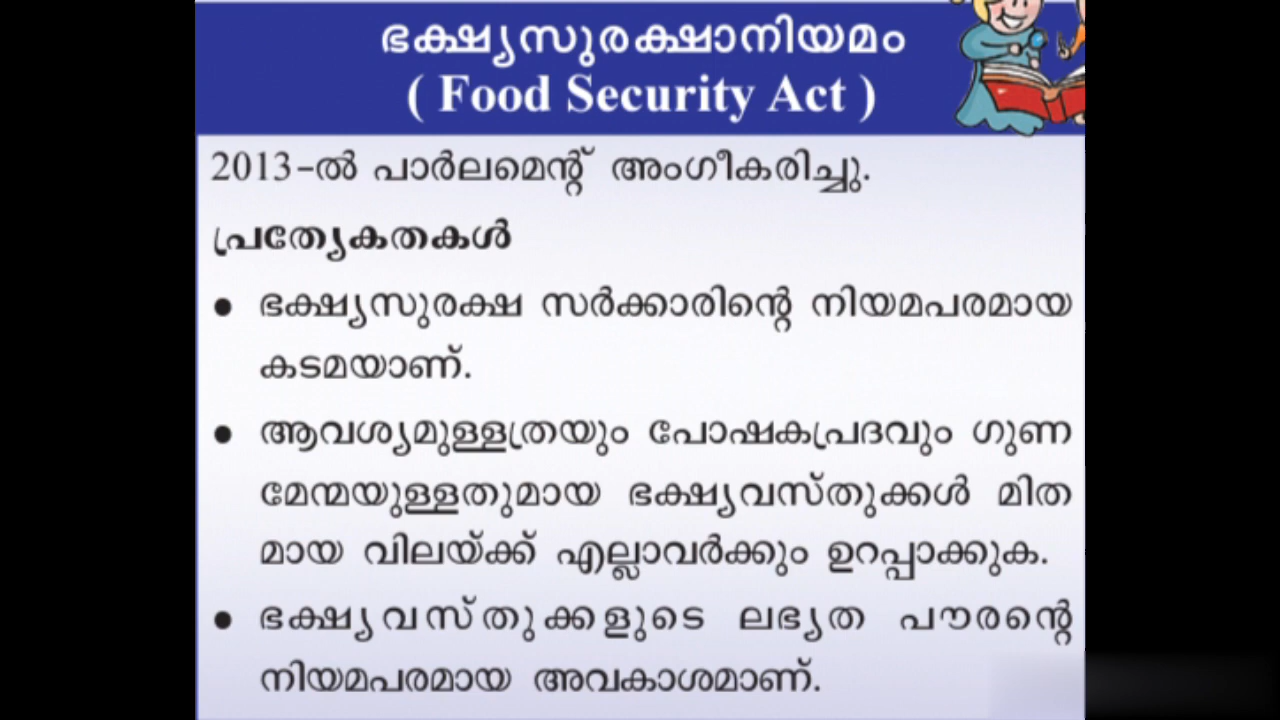 ഭക്ഷ്യസുരക്ഷാനിയമം
( Food Security Act )
2013-ൽ പാർലമെന്റ് അംഗീകരിച്ചു.
പ്രത്യേകതകൾ
• ഭക്ഷ്യസുരക്ഷ സർക്കാരിന്റെ നിയമപരമായ
കടമയാണ്.
• ആവശ്യമുള്ളത്രയും പോഷകപ്രദവും ഗുണ
മേന്മയുള്ളതുമായ ഭക്ഷ്യവസ്തുക്കൾ മിത
മായ വിലയ്ക്ക് എല്ലാവർക്കും ഉറപ്പാക്കുക.
• ഭക്ഷ്യവസ്തുക്കളുടെ ലഭ്യത പൗരന്റെ
നിയമപരമായ അവകാശമാണ്.